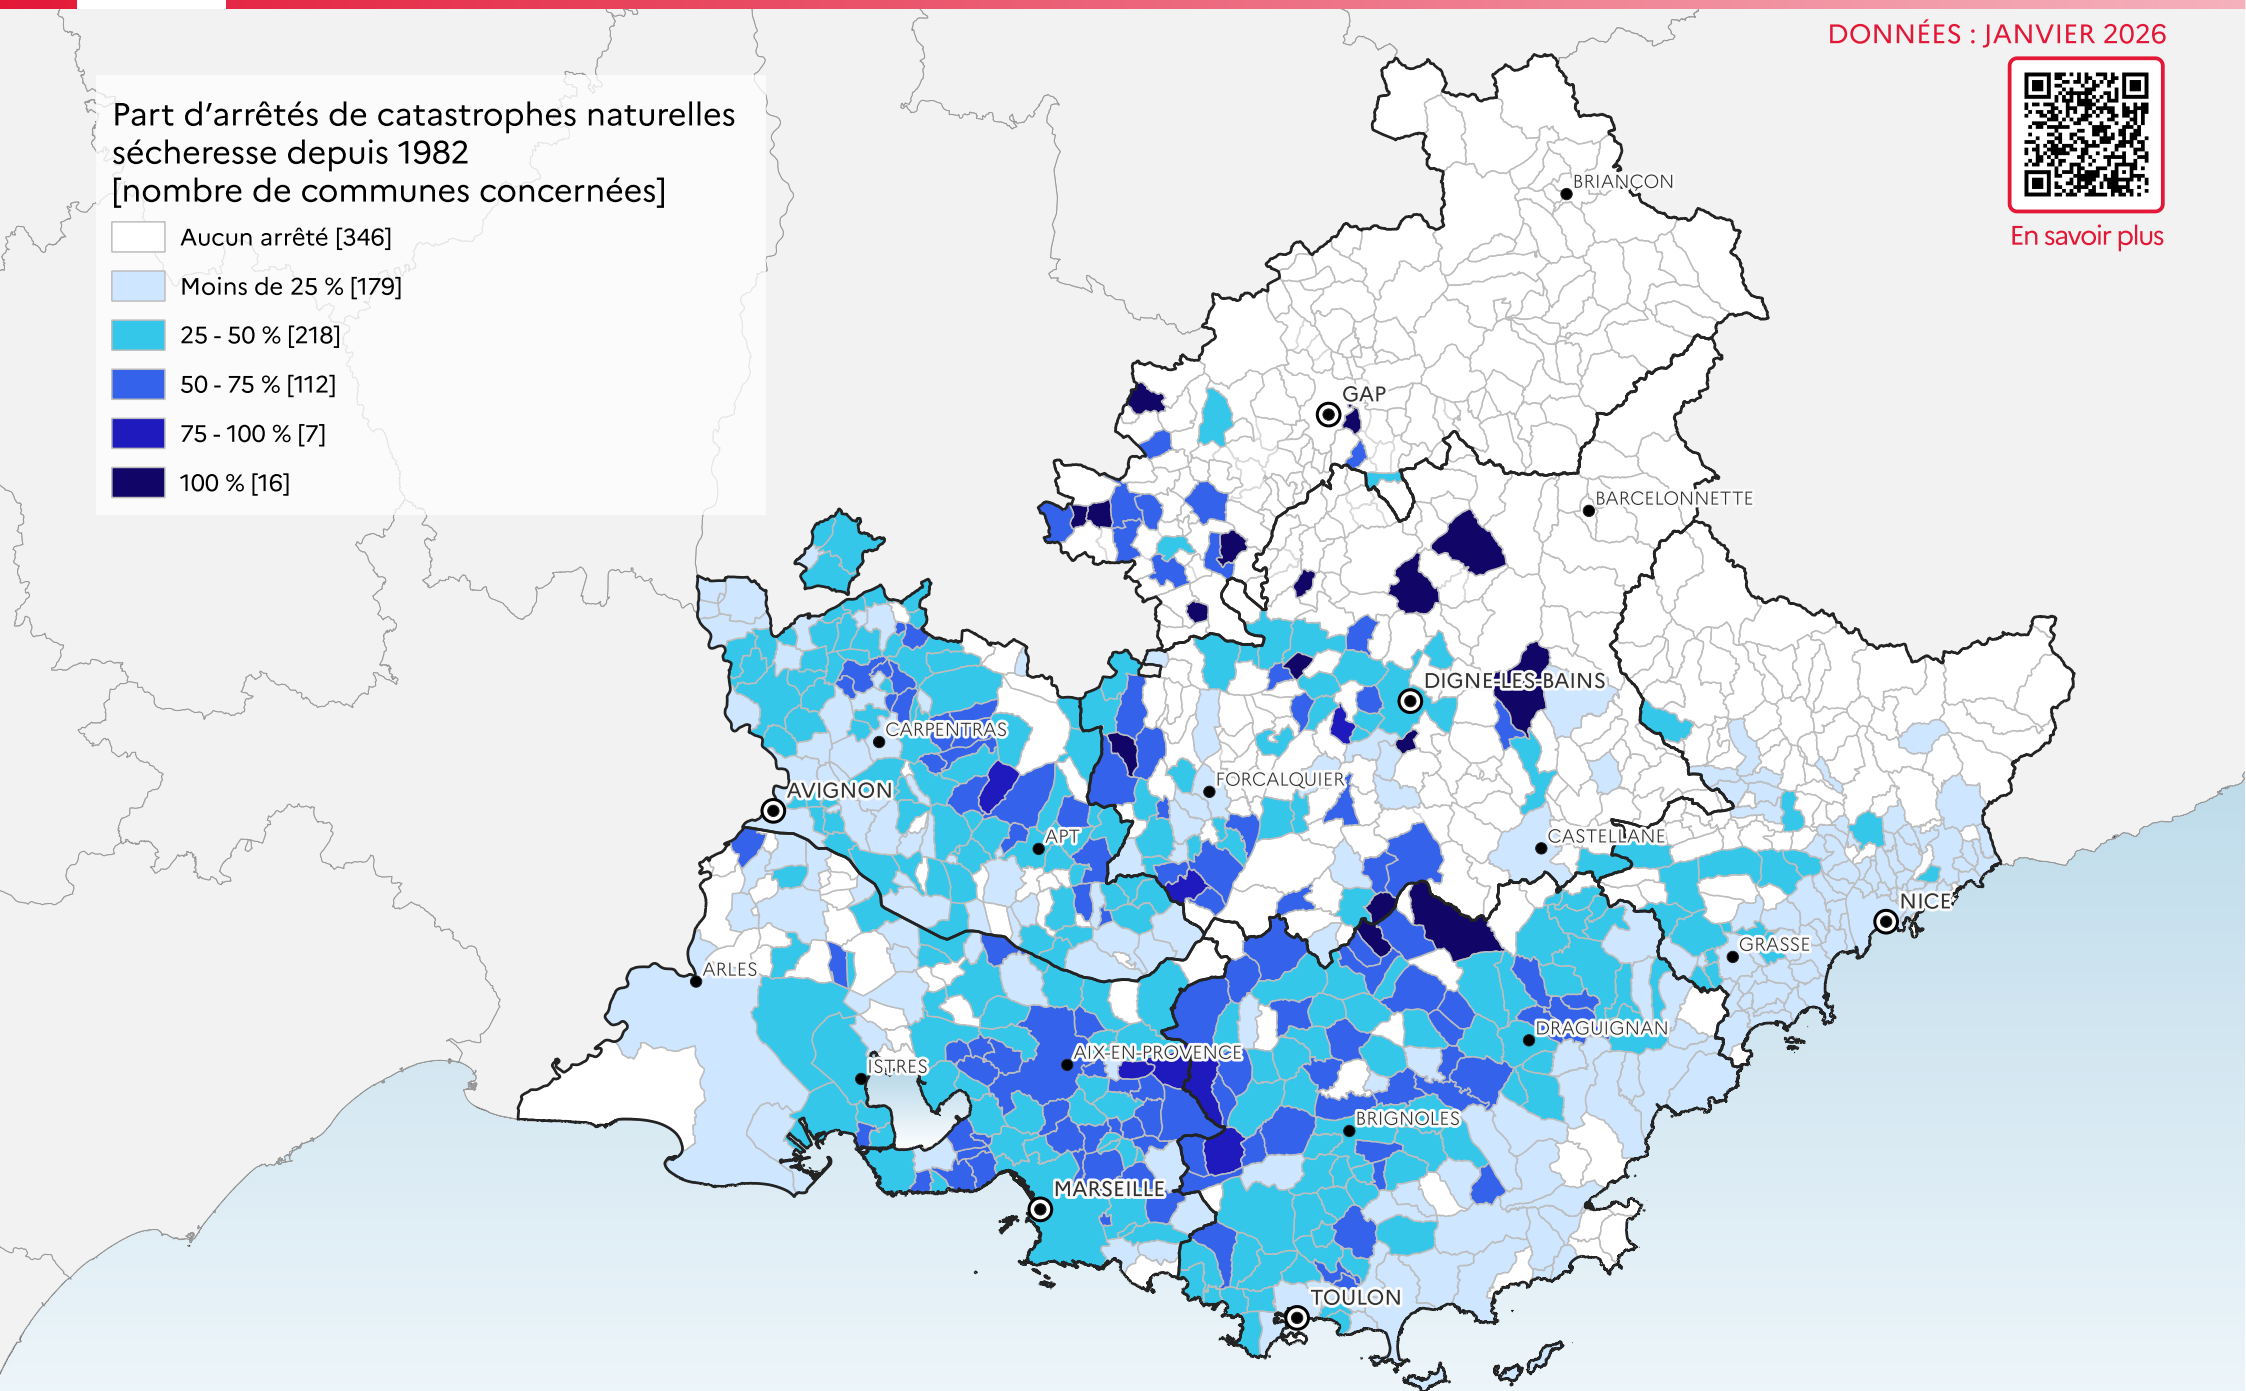 DONNÉES : JANVIER 2026
En savoir plus
Part d’arrêtés de catastrophes naturelles
sécheresse depuis 1982
[nombre de communes concernées]
Aucun arrêté [346]
Moins de 25 % [179]
25 - 50 % [218]
50 - 75 % [112]
75 - 100 % [7]
100 % [16]
BRIANÇON
GAP
BARCELONNETTE
DIGNE-LES-BAINS
CARPENTRAS
FORCALQUIER
AVIGNON
APT
CASTELLANE
NICE
GRASSE
ARLES
DRAGUIGNAN
AIX-EN-PROVENCE
ISTRES
BRIGNOLES
MARSEILLE
TOULON